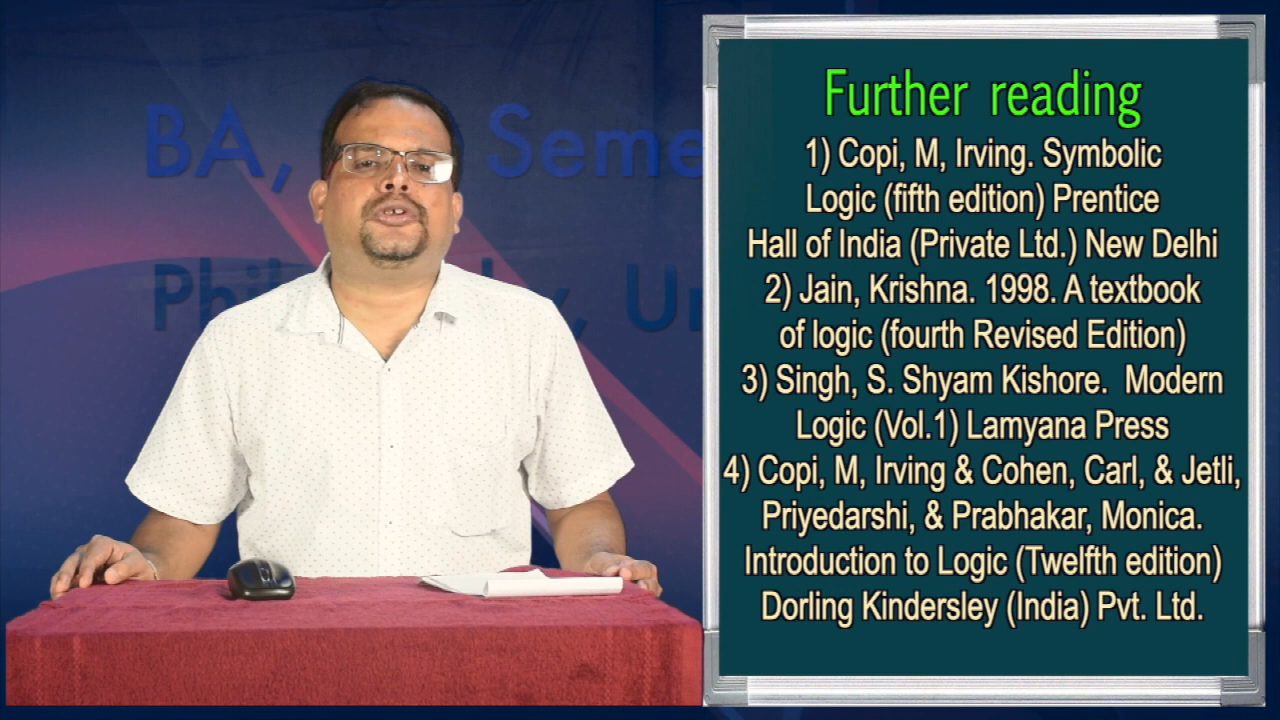 BA,
Further reading
1) Copi, M, Irving. Symbolic
Logic (fifth edition) Prentice
Hall of India (Private Ltd.) New Delhi
2) Jain, Krishna. 1998. A textbook
of logic (fourth Revised Edition)
3) Singh, S. Shyam Kishore.  Modern
Logic (Vol.1) Lamyana Press
4) Copi, M, Irving & Cohen, Carl, & Jetli,
Priyedarshi, & Prabhakar, Monica.
Introduction to Logic (Twelfth edition)
Dorling Kindersley (India) Pvt. Ltd.